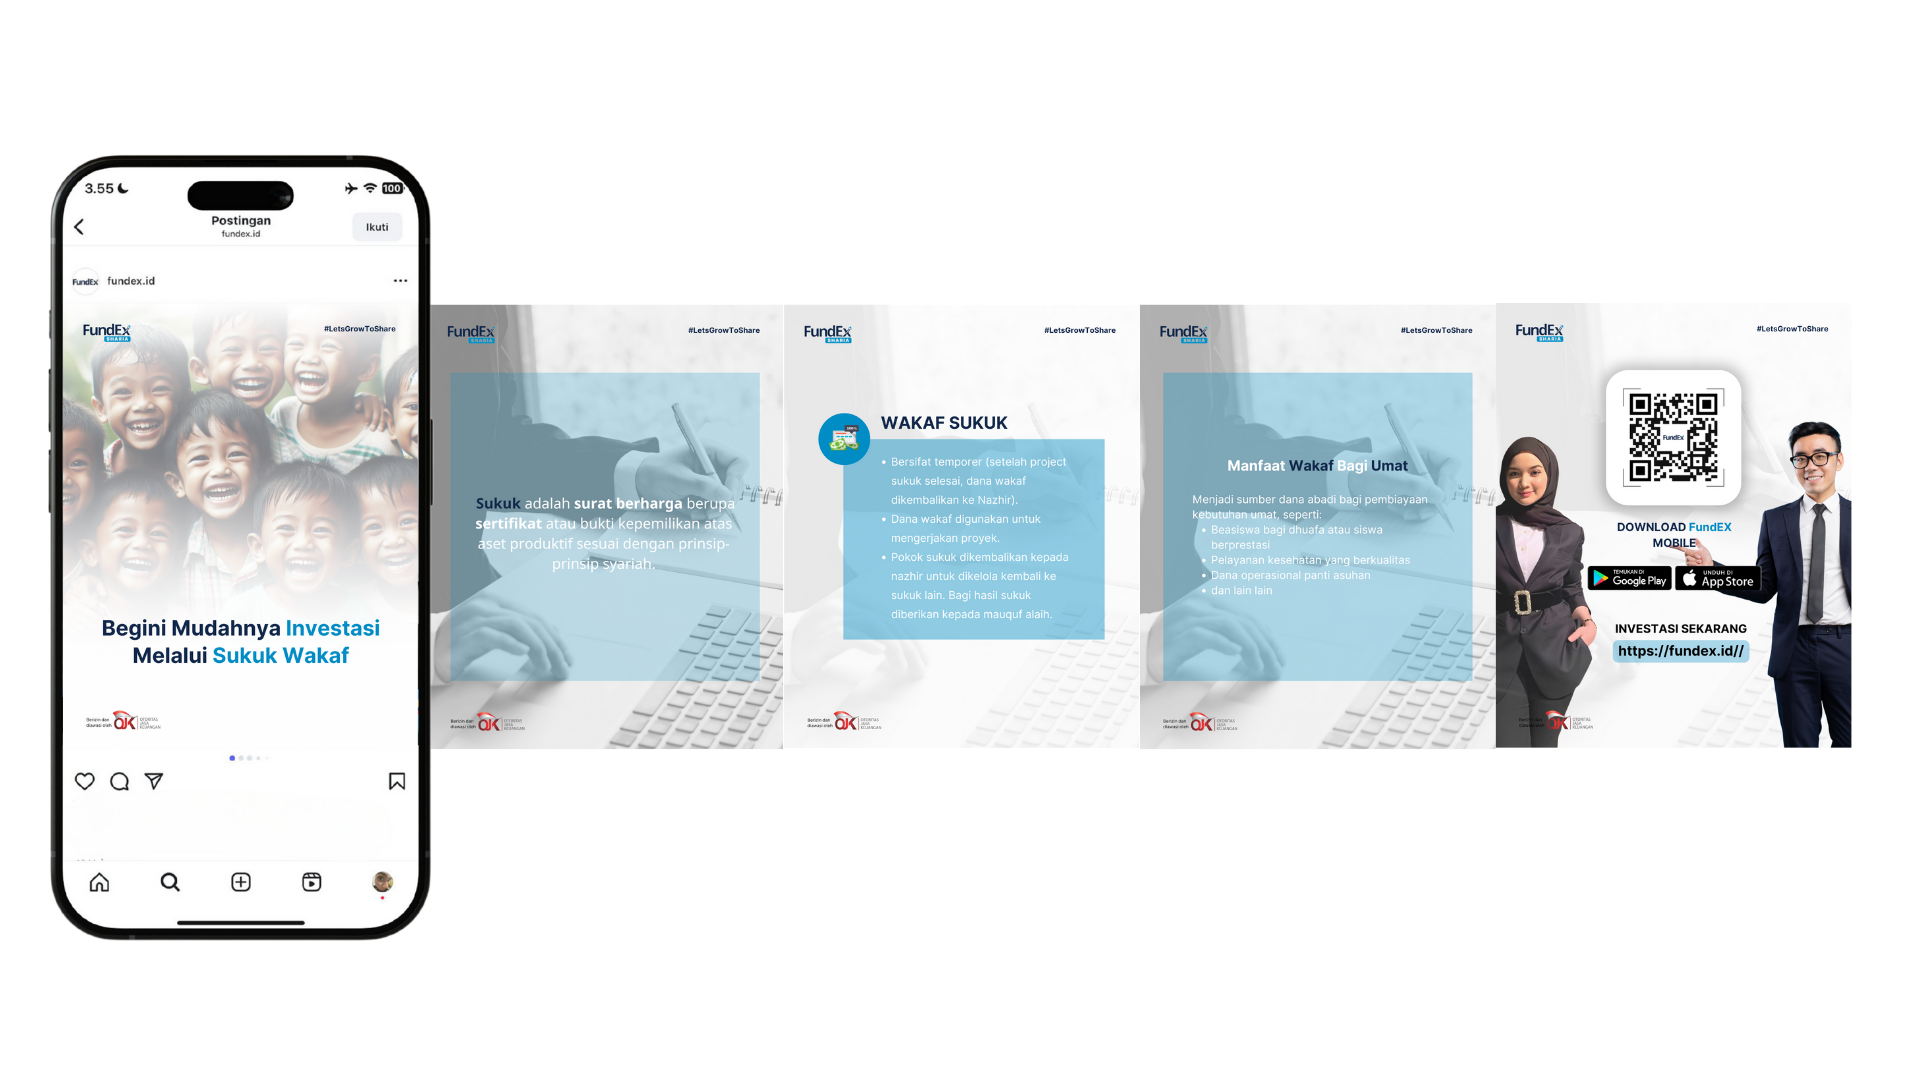 3.55
100
Postingan
fundex.id
Ikuti
FundEx
fundex.id
FundEx
SHARIA
#LetsGrowToShare
Begini Mudahnya Investasi
Melalui Sukuk Wakaf
Berizin dan
diawasi oleh
OJK
OTORITAS
JASA
KEUANGAN
FundEx
SHARIA
#LetsGrowToShare
Sukuk adalah surat berharga berupa
sertifikat atau bukti kepemilikan atas
aset produktif sesuai dengan prinsip-
prinsip syariah.
Berizin dan
diawasi oleh
OJK
OTORITAS
JASA
KEUANGAN
FundEx
SHARIA
#LetsGrowToShare
WAKAF SUKUK
• Bersifat temporer (setelah project
sukuk selesai, dana wakaf
dikembalikan ke Nazhir).
• Dana wakaf digunakan untuk
mengerjakan proyek.
• Pokok sukuk dikembalikan kepada
nazhir untuk dikelola kembali ke
sukuk lain. Bagi hasil sukuk
diberikan kepada mauquf alaih.
Berizin dan
diawasi oleh
OJK
OTORITAS
JASA
KEUANGAN
FundEx
SHARIA
#LetsGrowToShare
Manfaat Wakaf Bagi Umat
Menjadi sumber dana abadi bagi pembiayaan
kebutuhan umat, seperti:
• Beasiswa bagi dhuafa atau siswa
berprestasi
• Pelayanan kesehatan yang berkualitas
• Dana operasional panti asuhan
• dan lain lain
Berizin dan
diawasi oleh
OJK
OTORITAS
JASA
KEUANGAN
FundEx
SHARIA
#LetsGrowToShare
FundEx
DOWNLOAD FundEX
MOBILE
TEMUKAN DI
Google Play
UNDUH DI
App Store
INVESTASI SEKARANG
https://fundex.id//
Berizin dan
diawasi oleh
OJK
OTORITAS
JASA
KEUANGAN